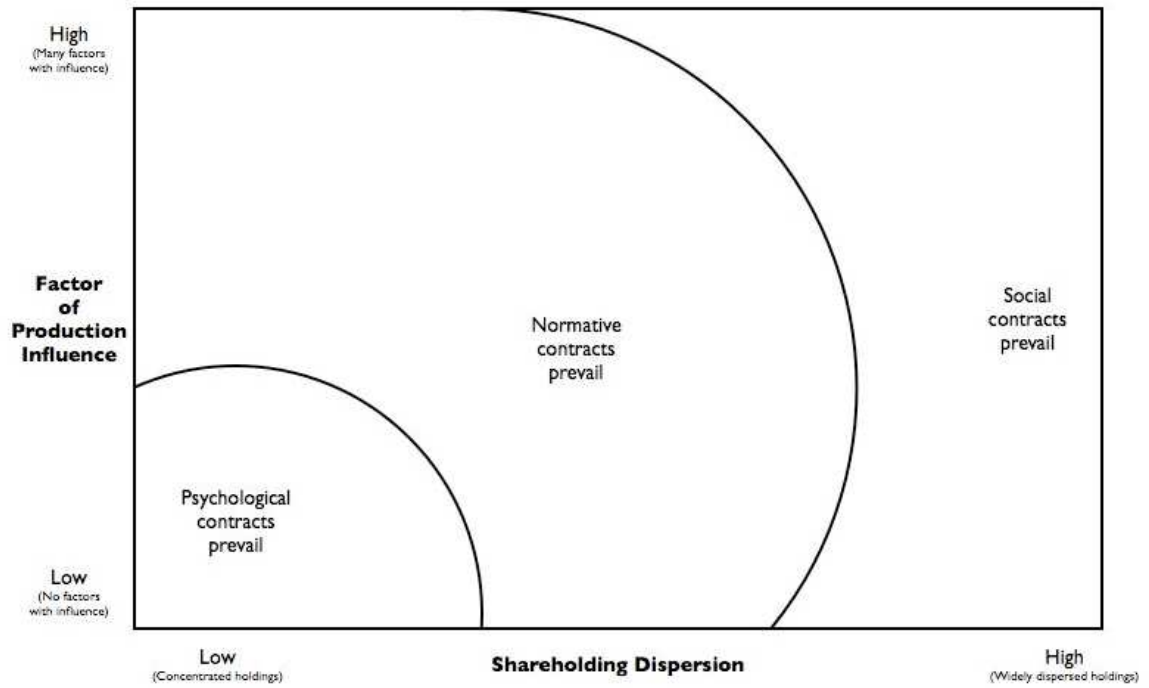 High
(Many factors
with influence)
Factor
of
Production
Influence
Normative
contracts
prevail
Social
contracts
prevail
Psychological
contracts
prevail
Low
(No factors
with influence)
Low
(Concentrated holdings)
Shareholding Dispersion
High
(Widely dispersed holdings)